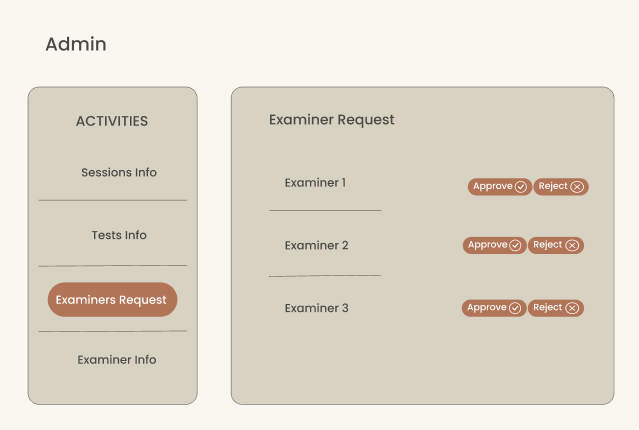 Admin
ACTIVITIES
Sessions Info
Tests Info
Examiners Request
Examiner Info
Examiner Request
Examiner 1
Approve Reject
Examiner 2
Approve Reject
Examiner 3
Approve Reject